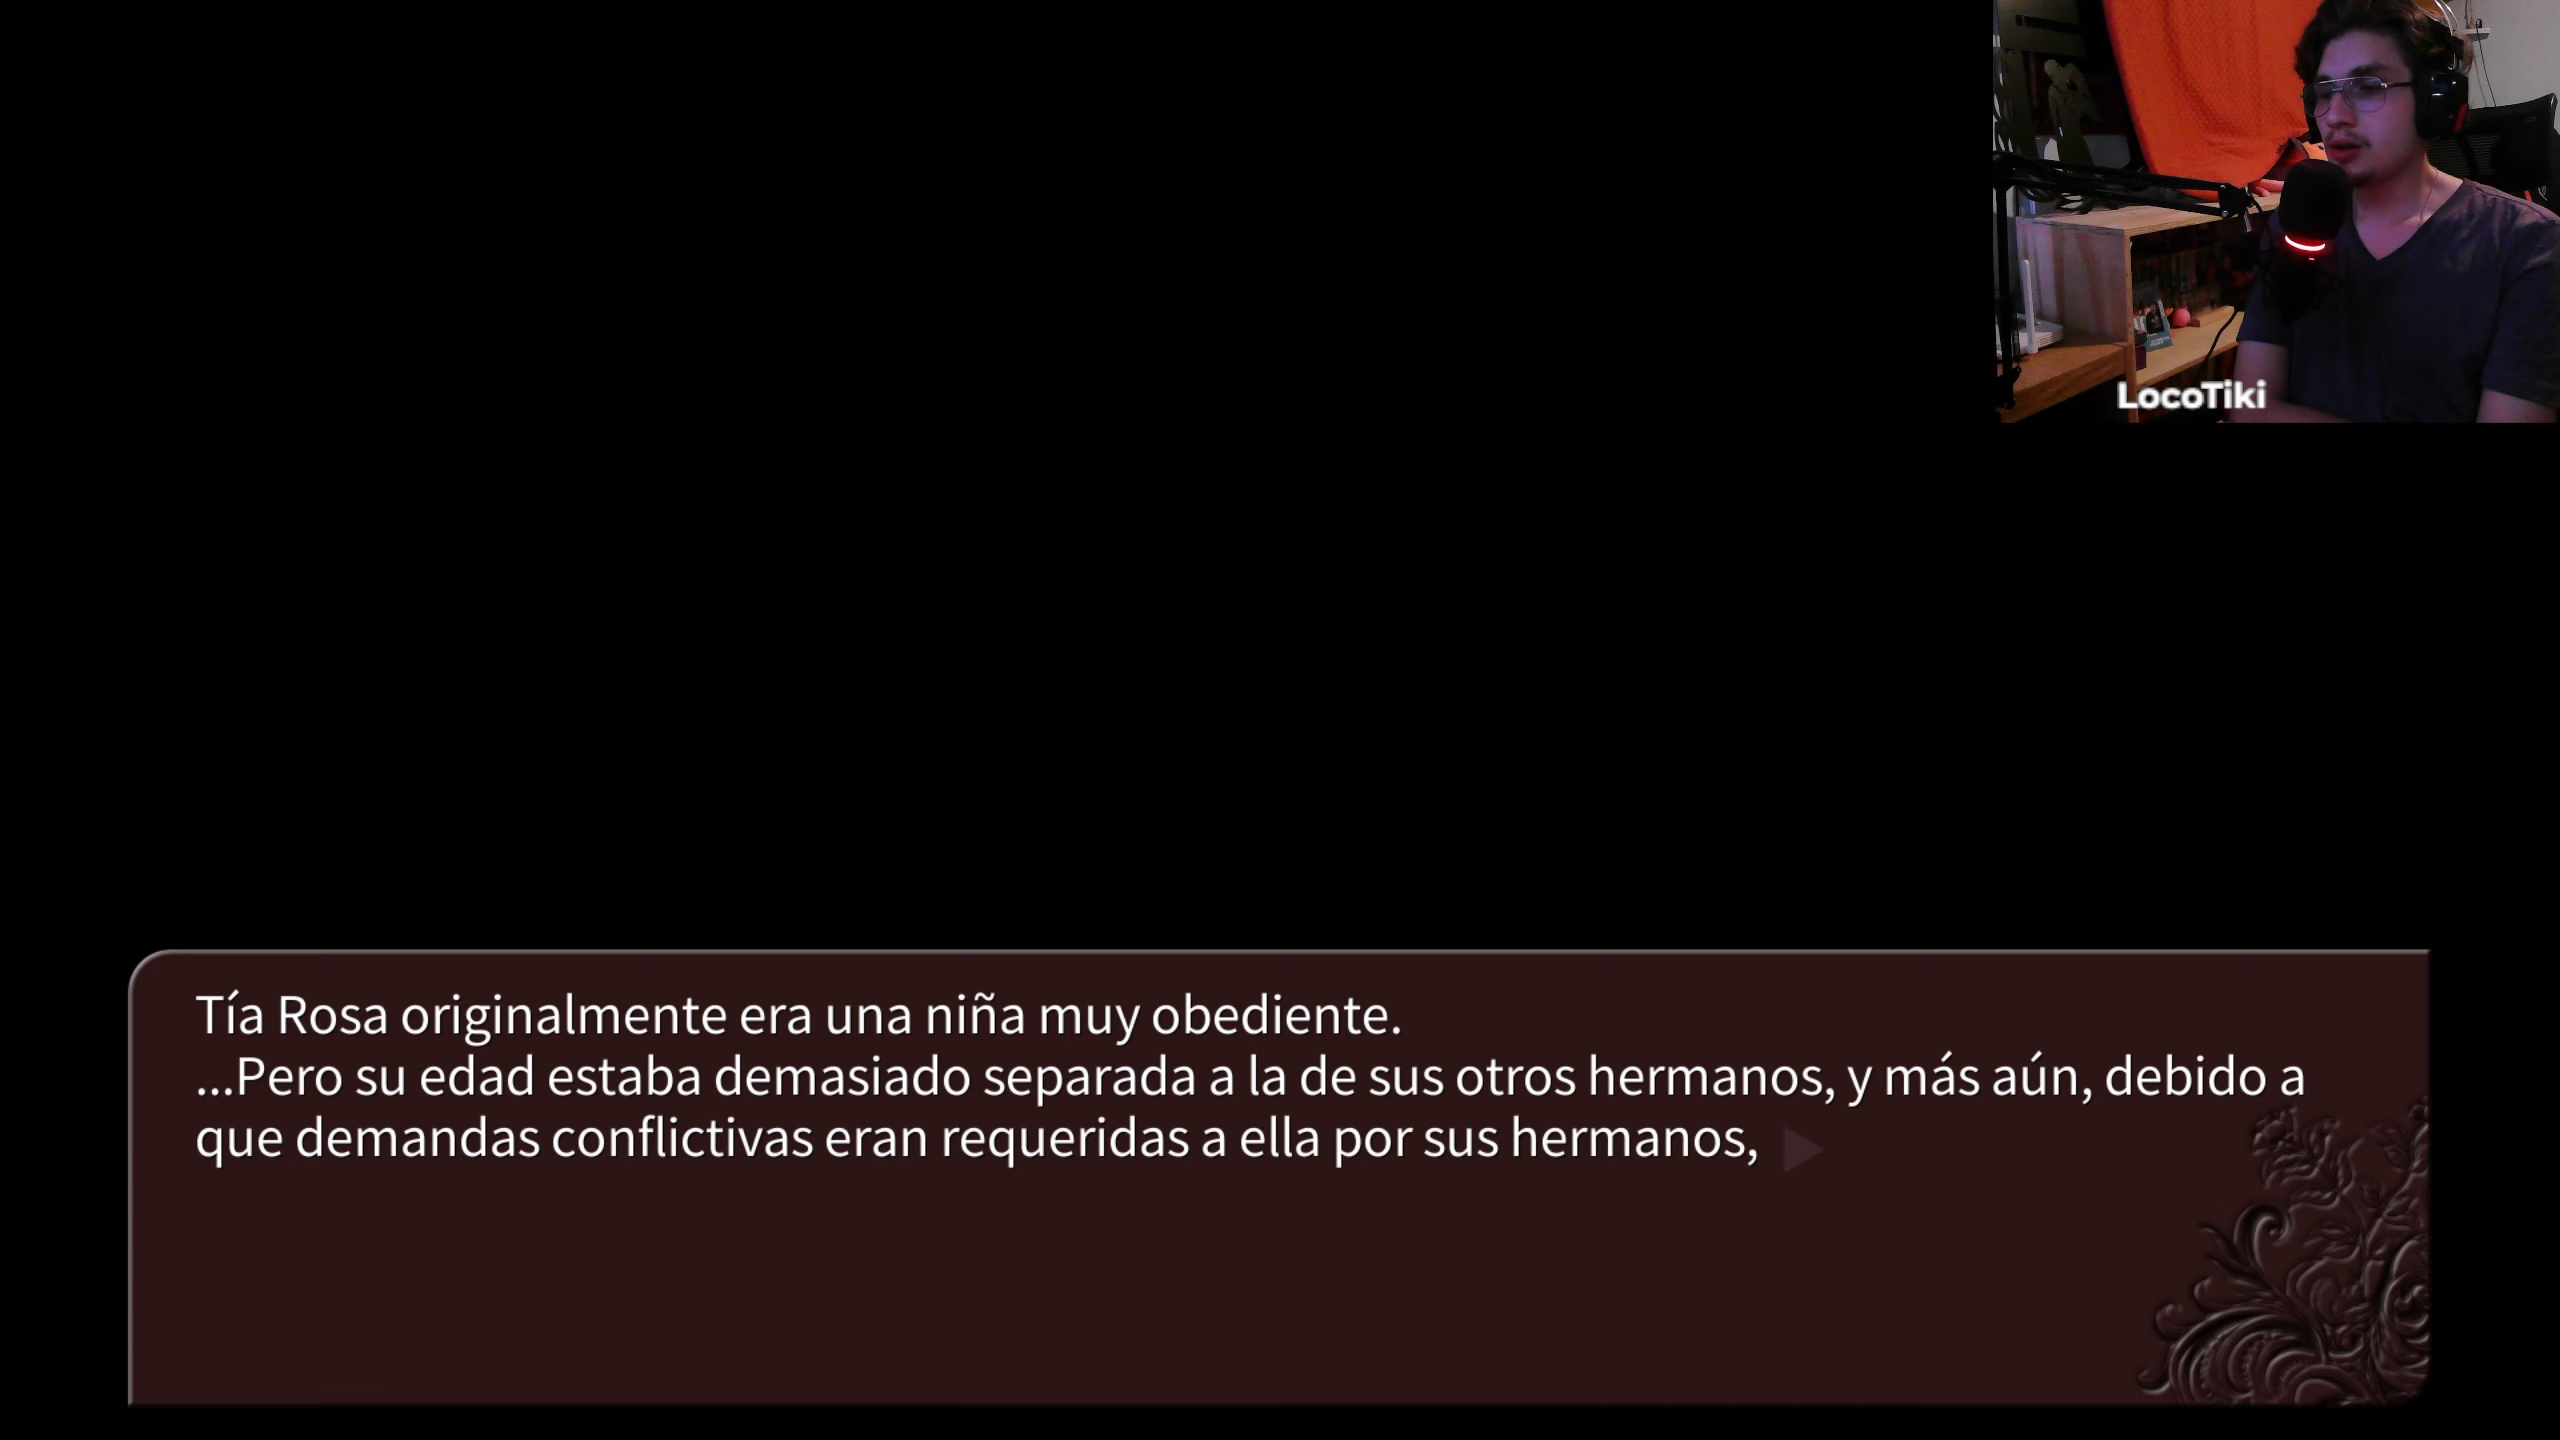 LocoTiki
Tía Rosa originalmente era una niña muy obediente.
...Pero su edad estaba demasiado separada a la de sus otros hermanos, y más aún, debido a
que demandas conflictivas eran requeridas a ella por sus hermanos,